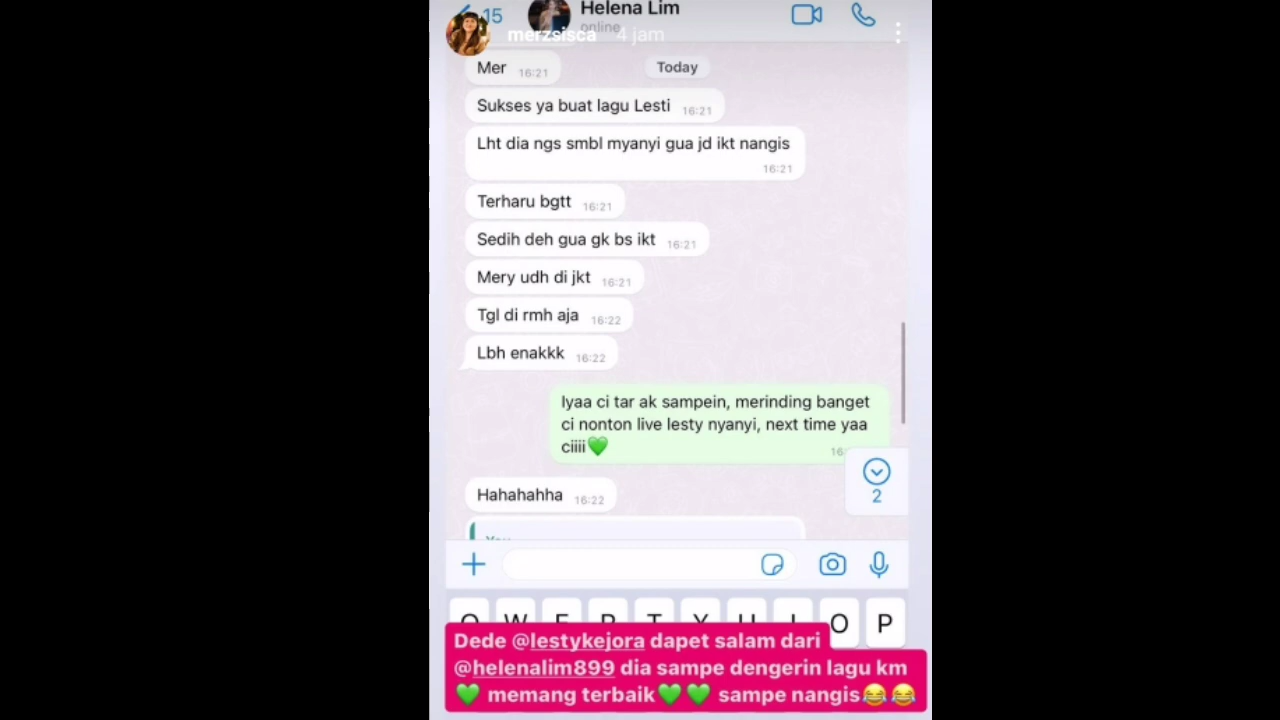 15
Helena Lim
online
merzsisca 4 jam
Today
Mer 16:21
Sukses ya buat lagu Lesti 16:21
Lht dia ngs smbl myanyi gua jd ikt nangis
16:21
Terharu bgtt 16:21
Sedih deh gua gk bs ikt 16:21
Mery udh di jkt 16:21
Tgl di rmh aja 16:22
Lbh enakkk 16:22
Iyaa ci tar ak sampein, merinding banget
ci nonton live lesty nyanyi, next time yaa
ciiii💚
16:
2
Hahahahha 16:22
You
Q W E R T Y U I O P
Dede @lestykejora dapet salam dari
@helenalim899 dia sampe dengerin lagu km
💚 memang terbaik💚💚 sampe nangis😂😂